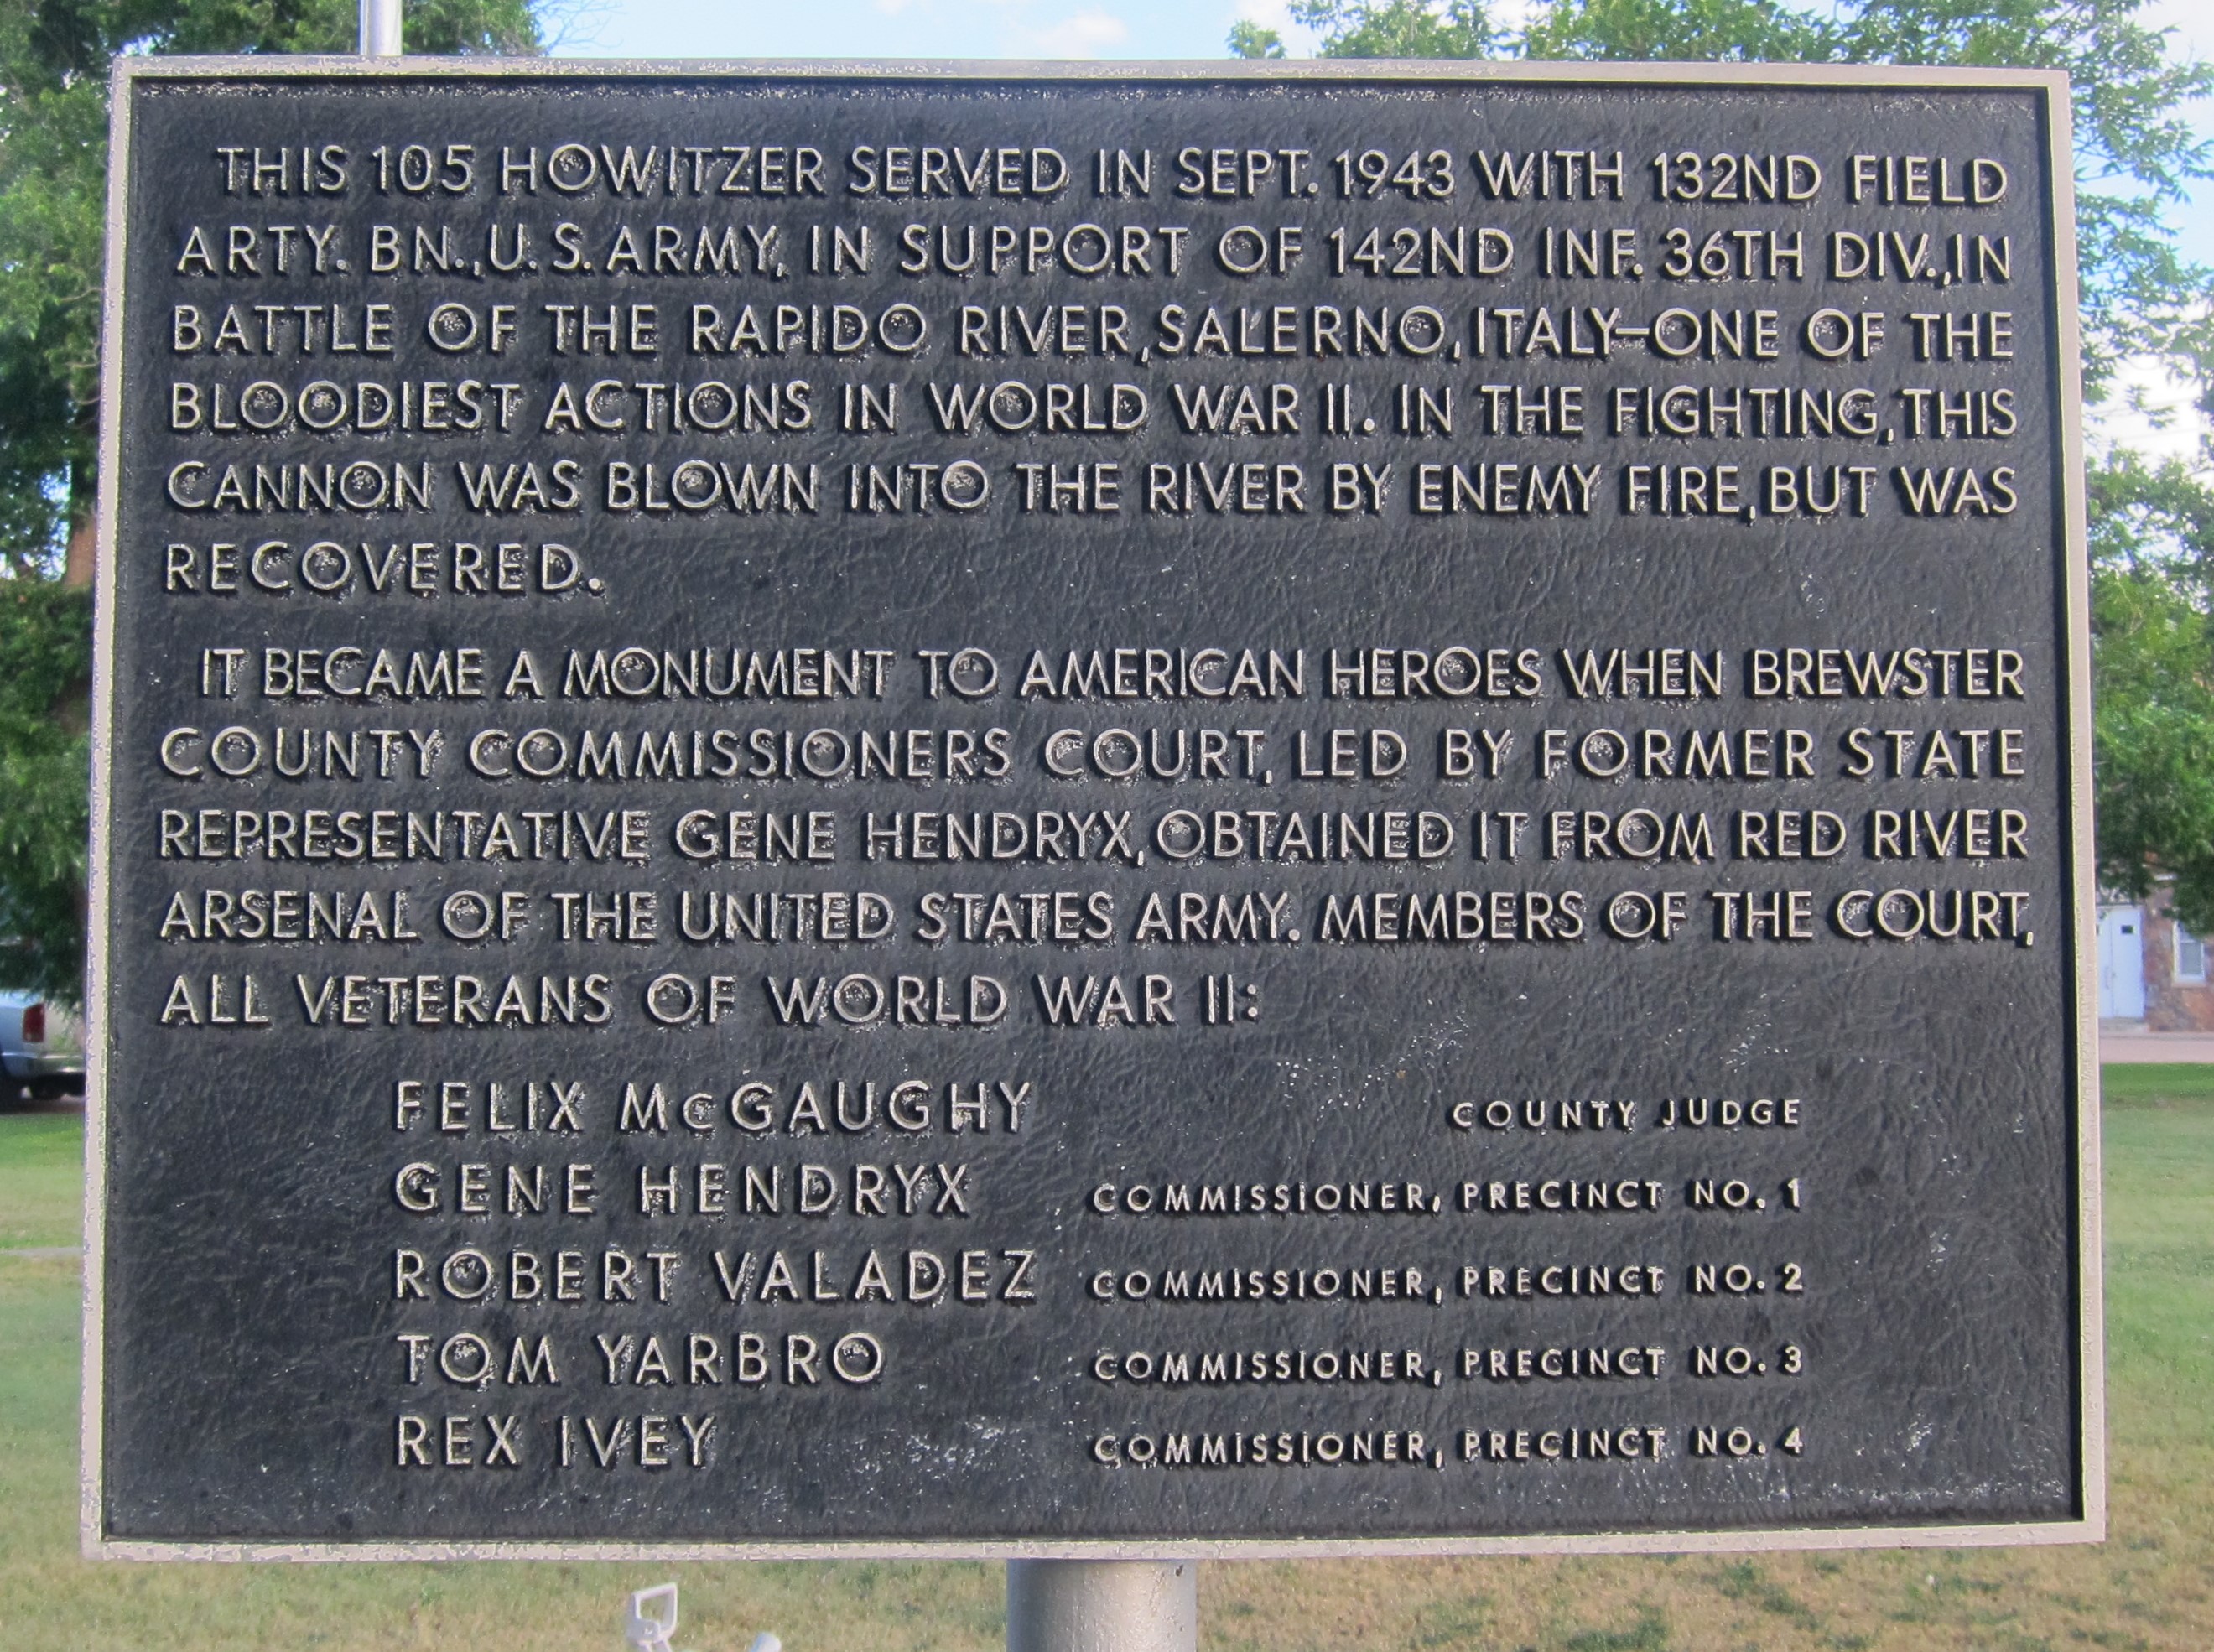 THIS 105 HOWITZER SERVED IN SEPT. 1943 WITH 132ND FIELD
ARTY. BN., U.S. ARMY, IN SUPPORT OF 142ND INF. 36TH DIV., IN
BATTLE OF THE RAPIDO RIVER, SALERNO, ITALY—ONE OF THE
BLOODIEST ACTIONS IN WORLD WAR II. IN THE FIGHTING, THIS
CANNON WAS BLOWN INTO THE RIVER BY ENEMY FIRE, BUT WAS
RECOVERED.
IT BECAME A MONUMENT TO AMERICAN HEROES WHEN BREWSTER
COUNTY COMMISSIONERS COURT, LED BY FORMER STATE
REPRESENTATIVE GENE HENDRYX, OBTAINED IT FROM RED RIVER
ARSENAL OF THE UNITED STATES ARMY. MEMBERS OF THE COURT,
ALL VETERANS OF WORLD WAR II:
FELIX McGAUGHY COUNTY JUDGE
GENE HENDRYX COMMISSIONER, PRECINCT NO. 1
ROBERT VALADEZ COMMISSIONER, PRECINCT NO. 2
TOM YARBRO COMMISSIONER, PRECINCT NO. 3
REX IVEY COMMISSIONER, PRECINCT NO. 4